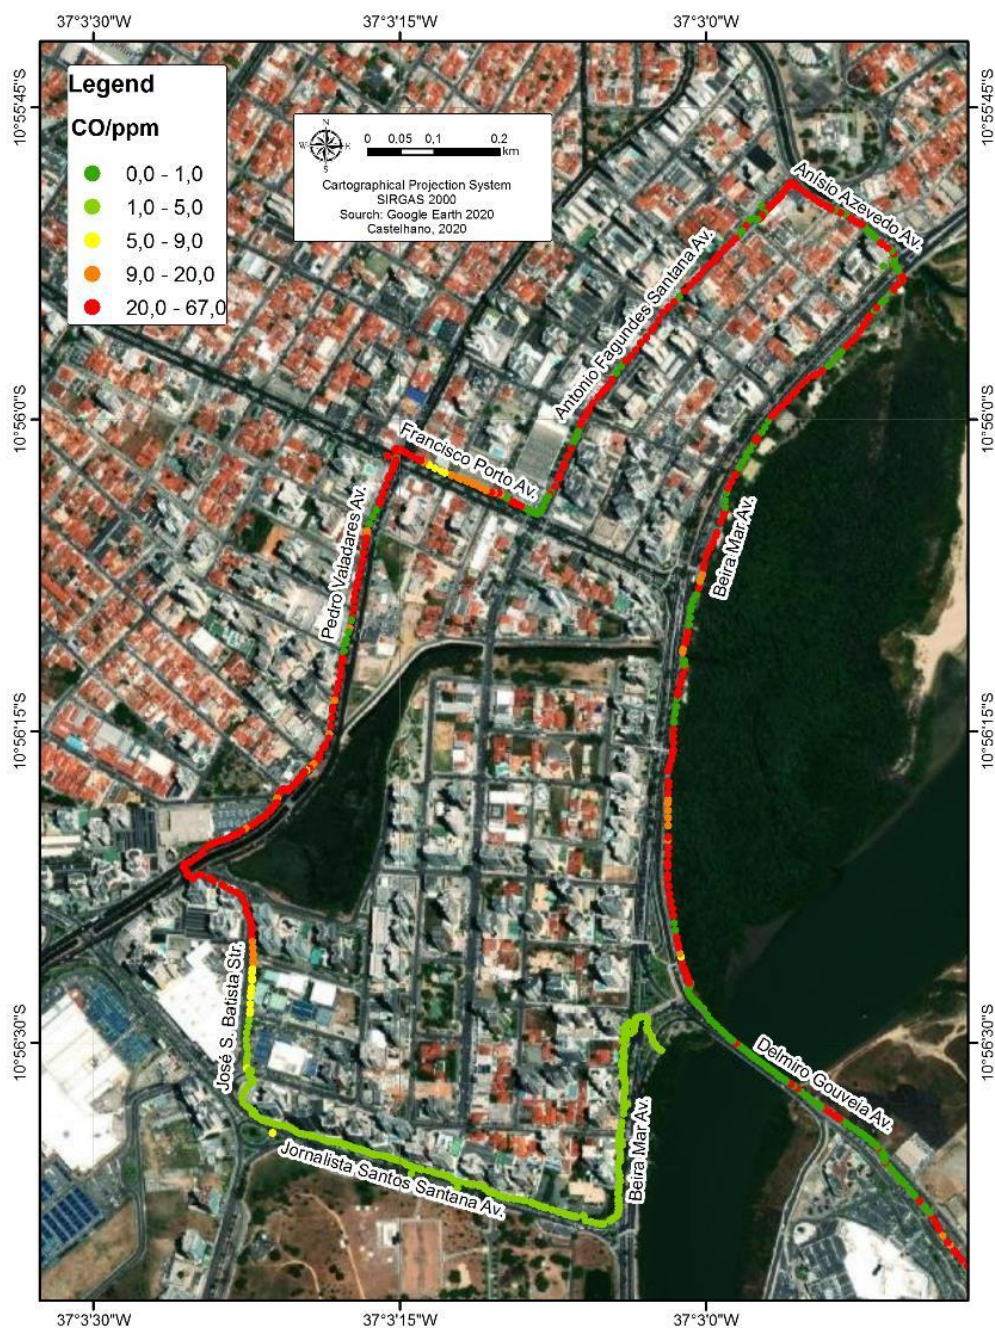 37°3'30"W 37°3'15"W 37°3'0"W
10°55'45"S
10°55'45"S
Legend
CO/ppm
0,0 - 1,0
1,0 - 5,0
5,0 - 9,0
9,0 - 20,0
20,0 - 67,0
N
W E
S
0 0,05 0,1 0,2
km
Cartographical Projection System
SIRGAS 2000
Sourch: Google Earth 2020
Castelhano, 2020
Anísio Azevedo Av.
Antonio Fagundes Santana Av.
10°56'0"S
10°56'0"S
Francisco Porto Av.
Pedro Valadares Av.
Beira Mar Av.
10°56'15"S
10°56'15"S
José S. Batista Str.
10°56'30"S
10°56'30"S
Delmiro Gouveia Av.
Jornalista Santos Santana Av.
Beira Mar Av.
37°3'30"W 37°3'15"W 37°3'0"W